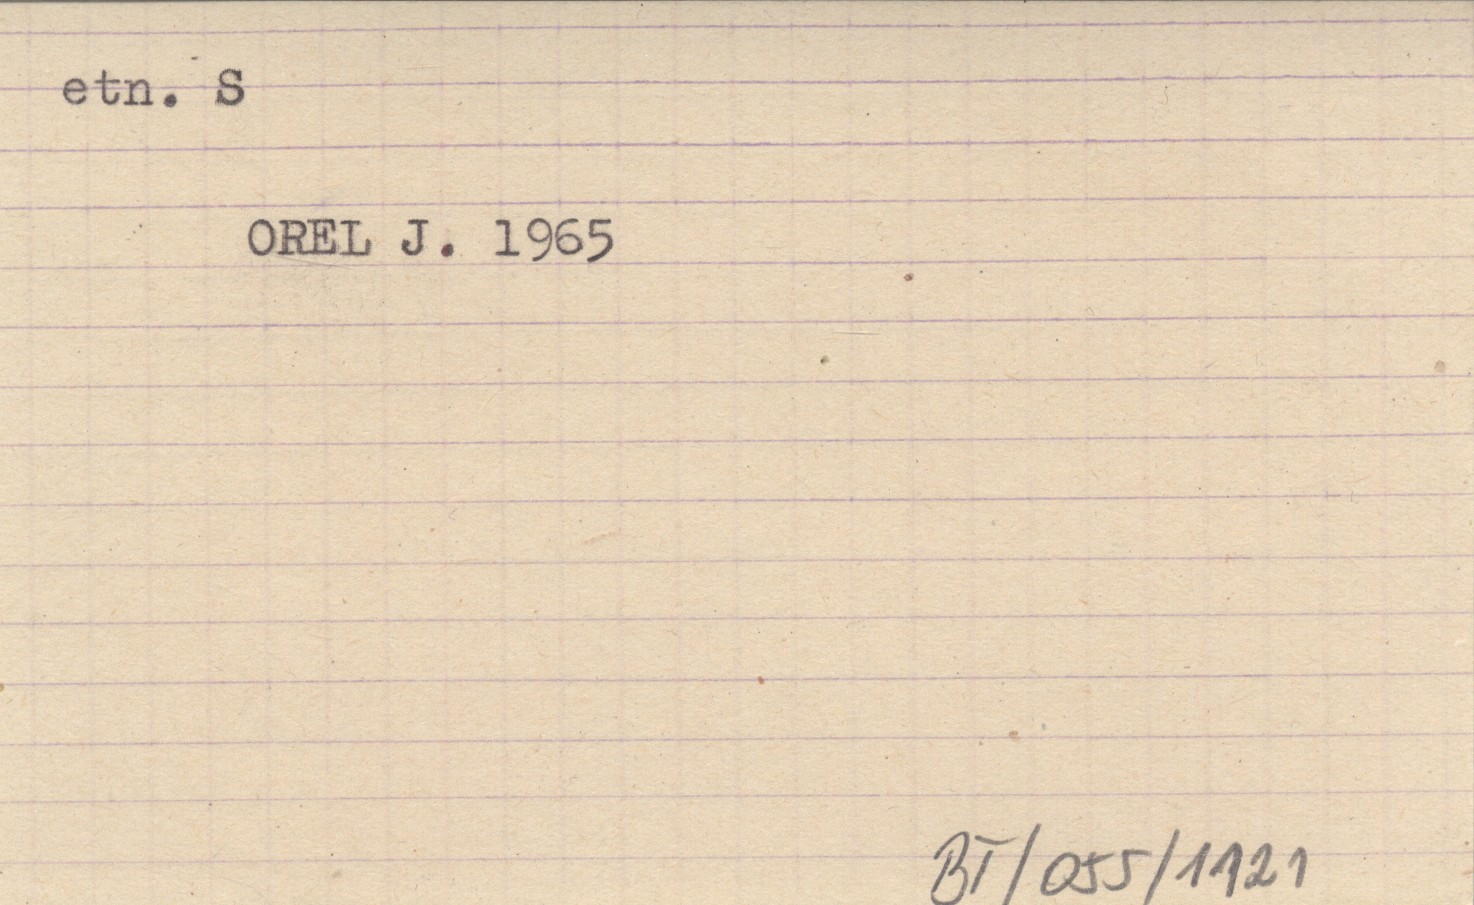 etn. S
OREL J. 1965
BT/055/1121